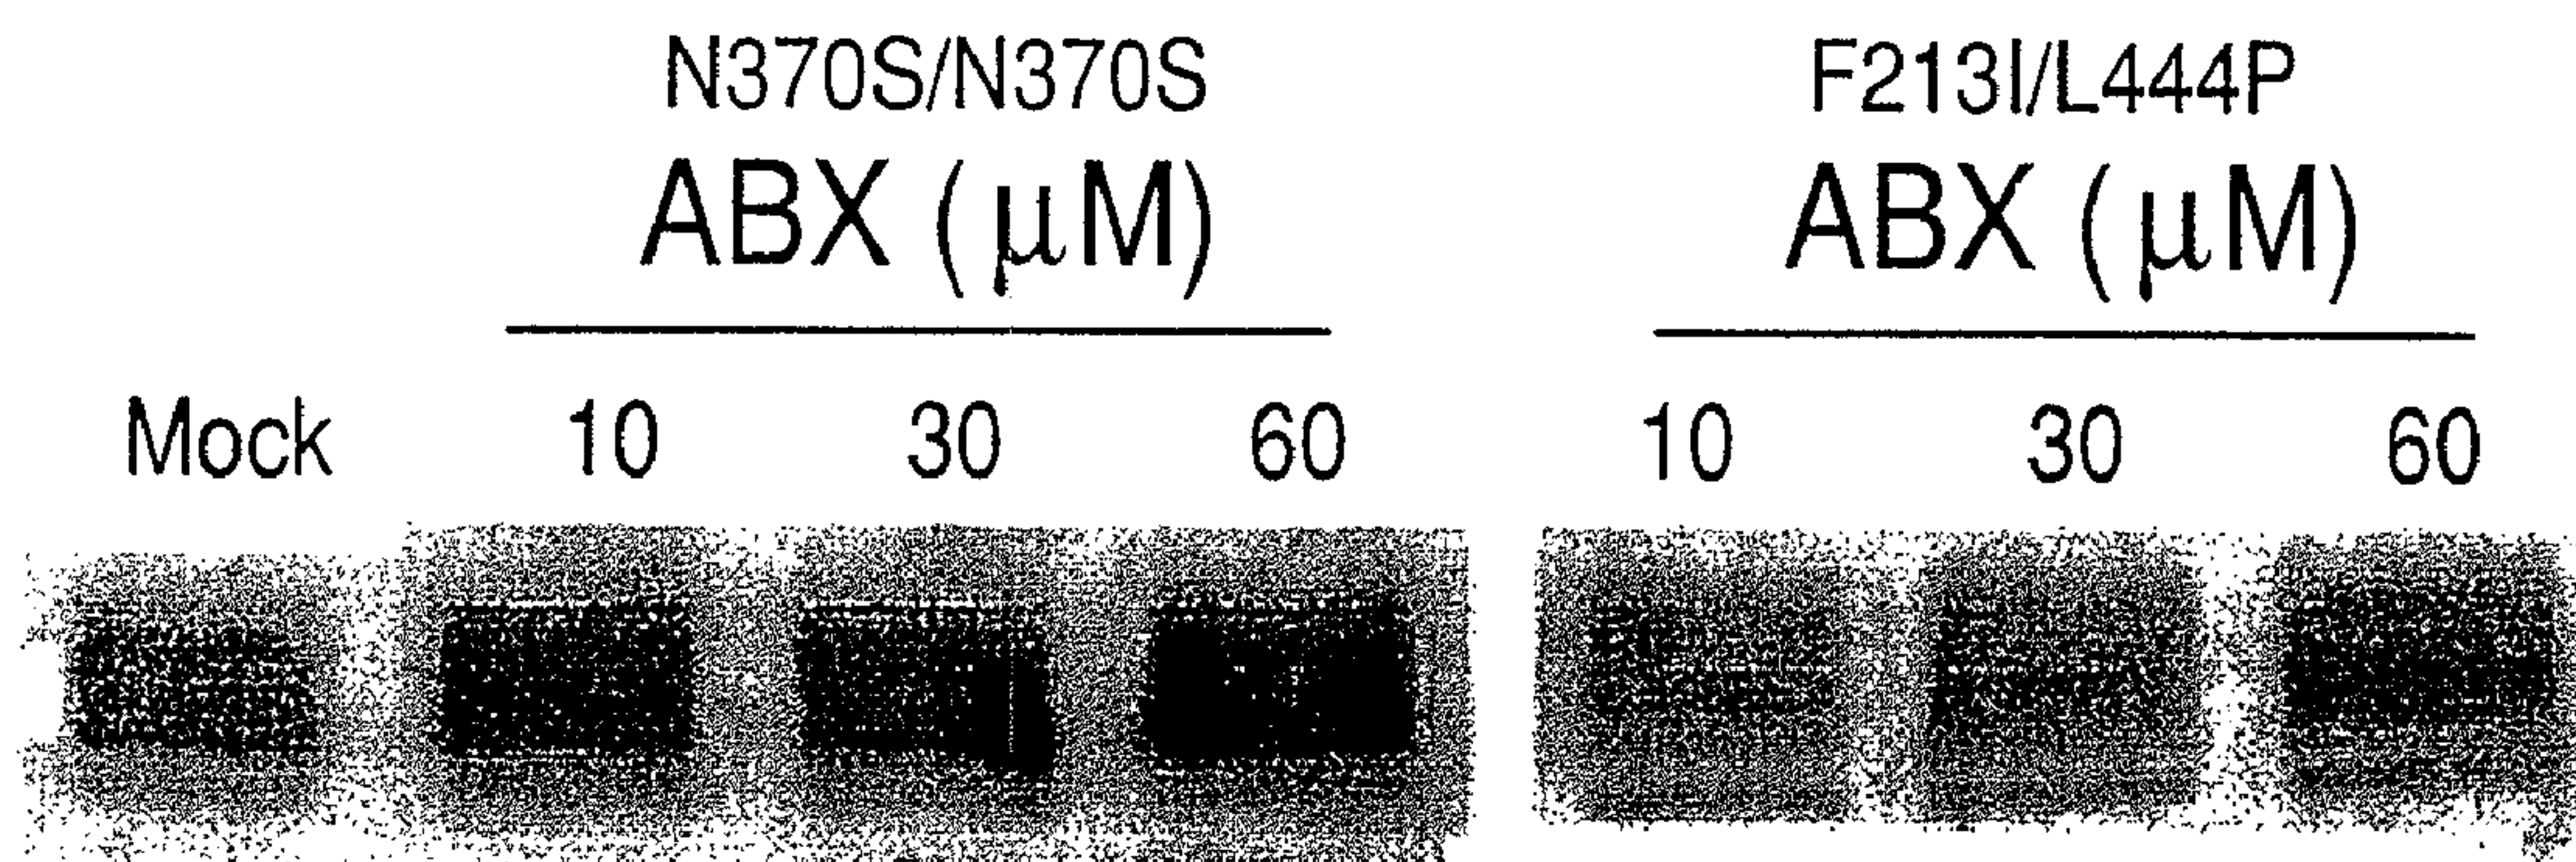 N370S/N370S F213I/L444P
ABX (μM) ABX (μM)
Mock 10 30 60 10 30 60